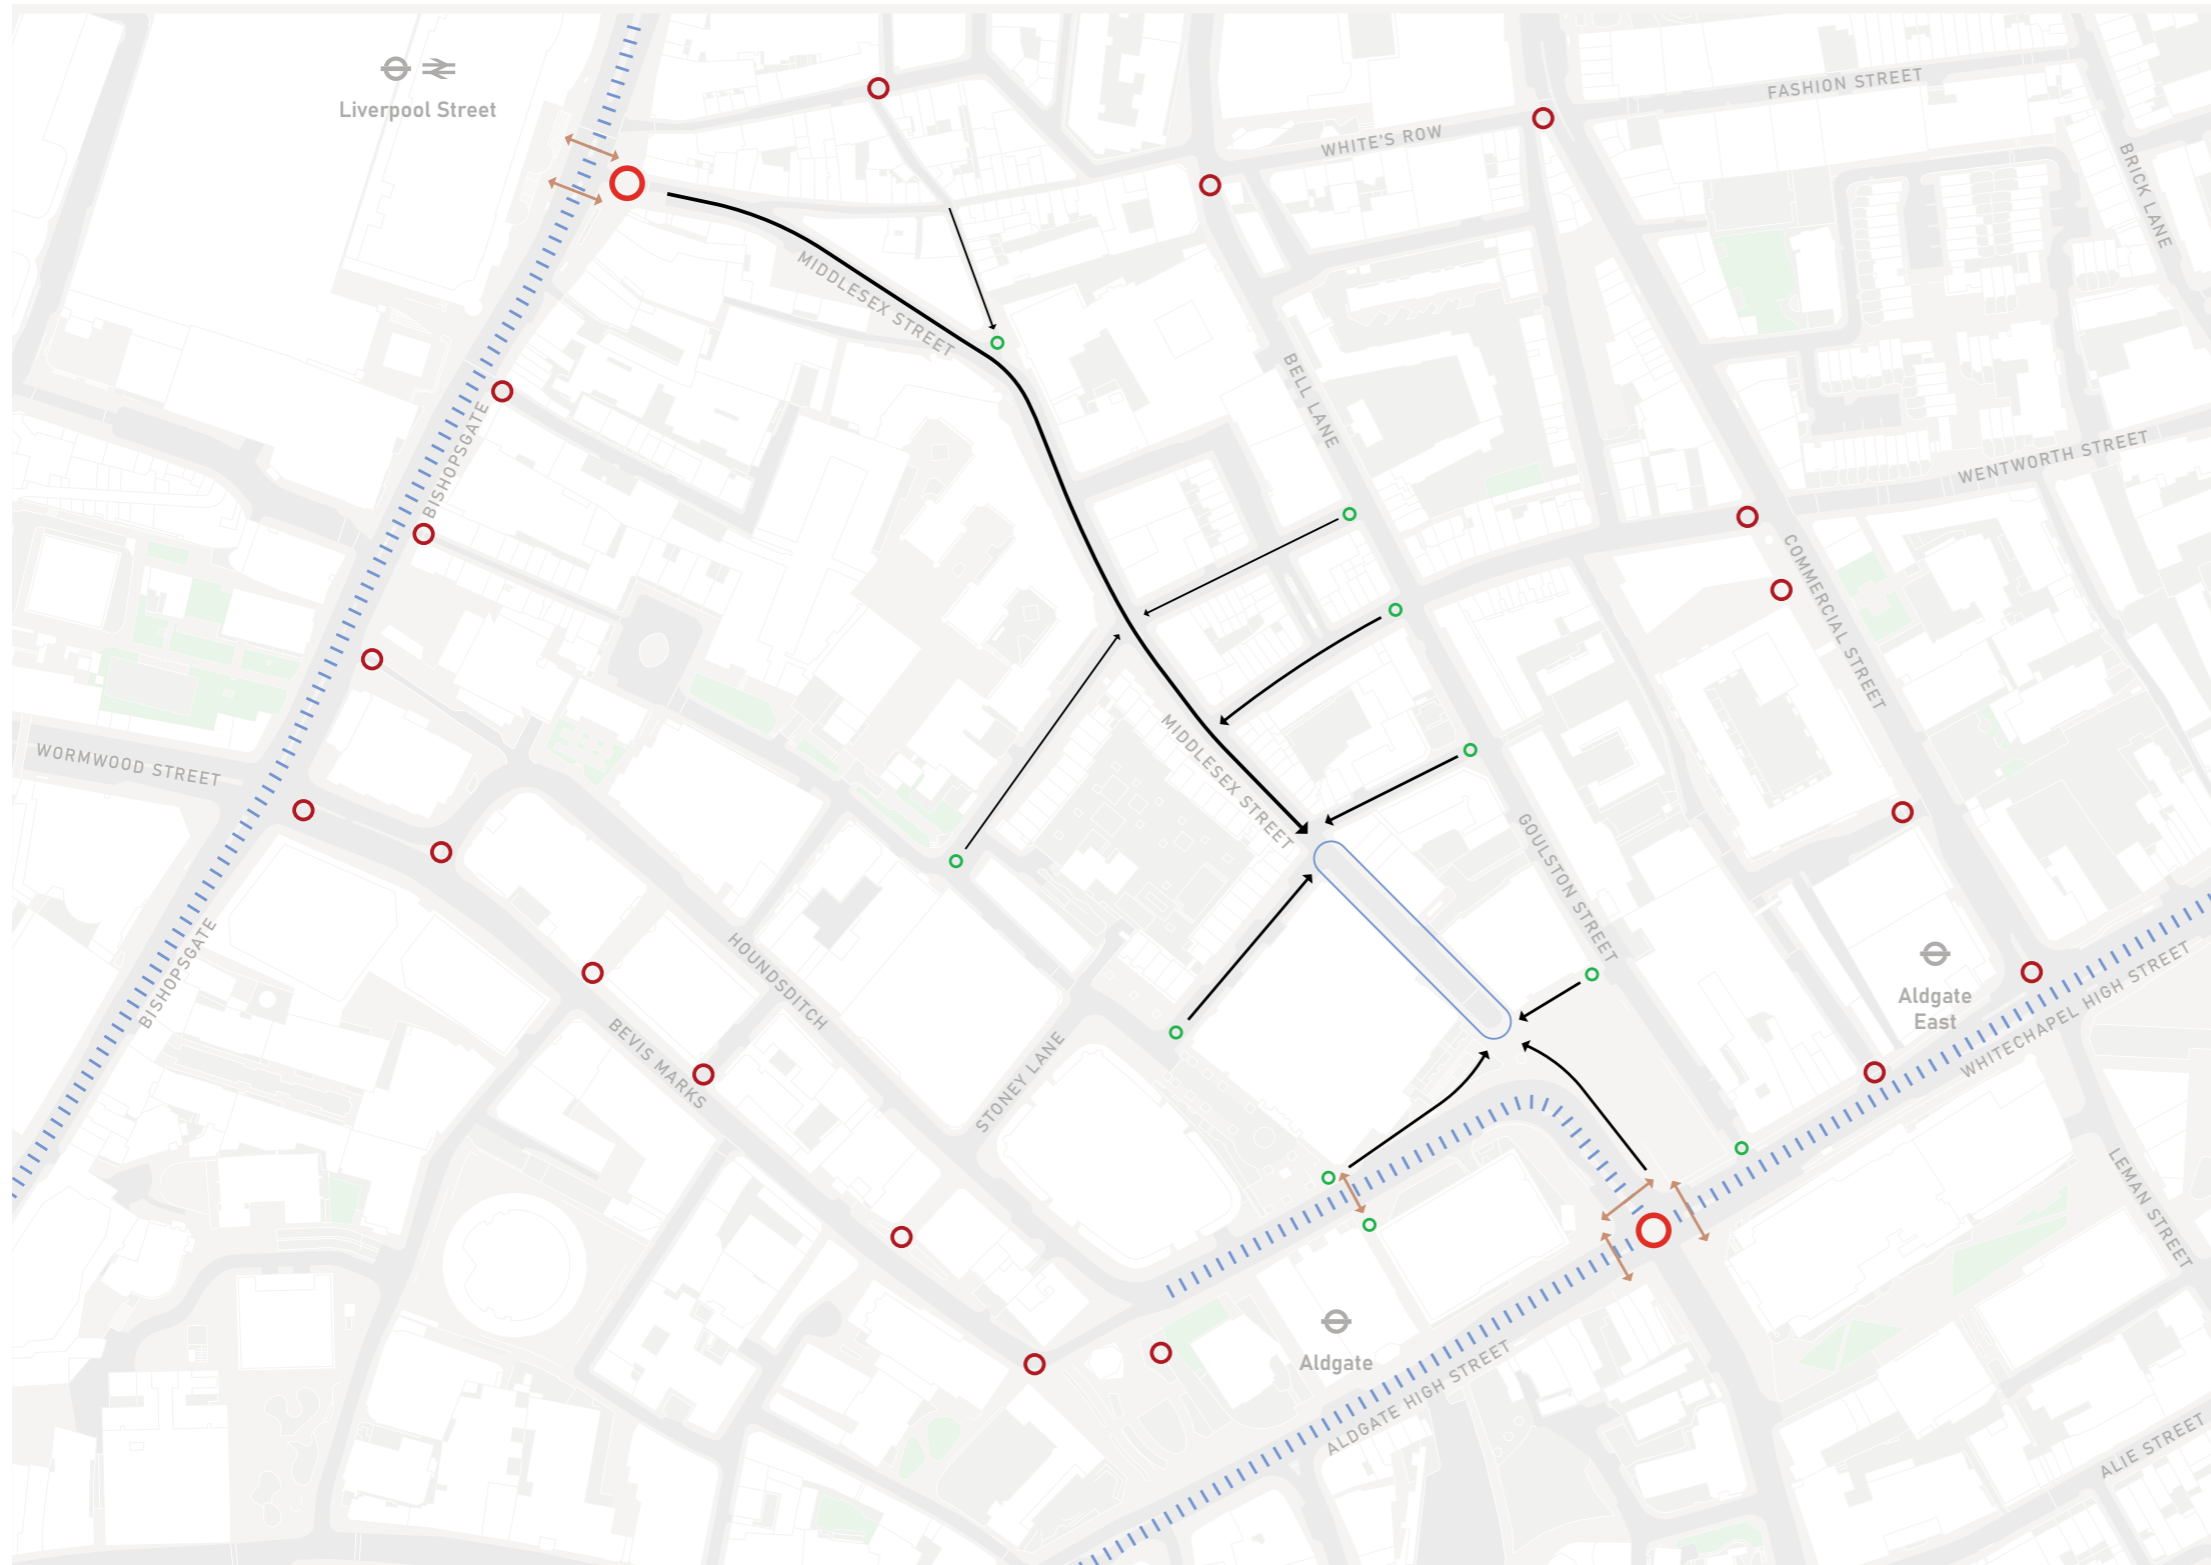 Liverpool Street
FASHION STREET
WHITE'S ROW
BRICK LANE
MIDDLESEX STREET
BELL LANE
BISHOPSGATE
WENTWORTH STREET
COMMERCIAL STREET
WORMWOOD STREET
MIDDLESEX STREET
GOULSTON STREET
BISHOPSGATE
HOUNDSDITCH
Aldgate
East
WHITECHAPEL HIGH STREET
BEVIS MARKS
STONEY LANE
LEMAN STREET
Aldgate
ALDGATE HIGH STREET
ALIE STREET